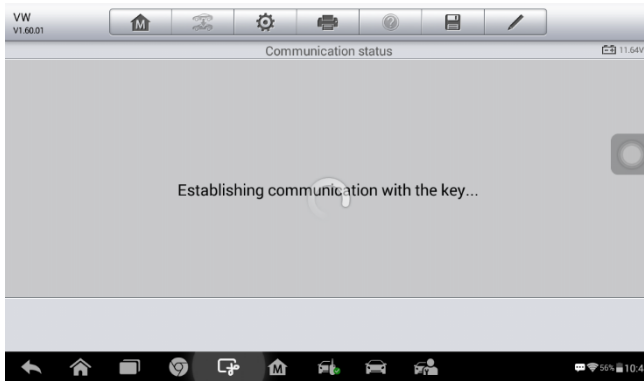 VW
V1.60.01
M
Communication status
11.64V
Establishing communication with the key...
M
56%
10:4